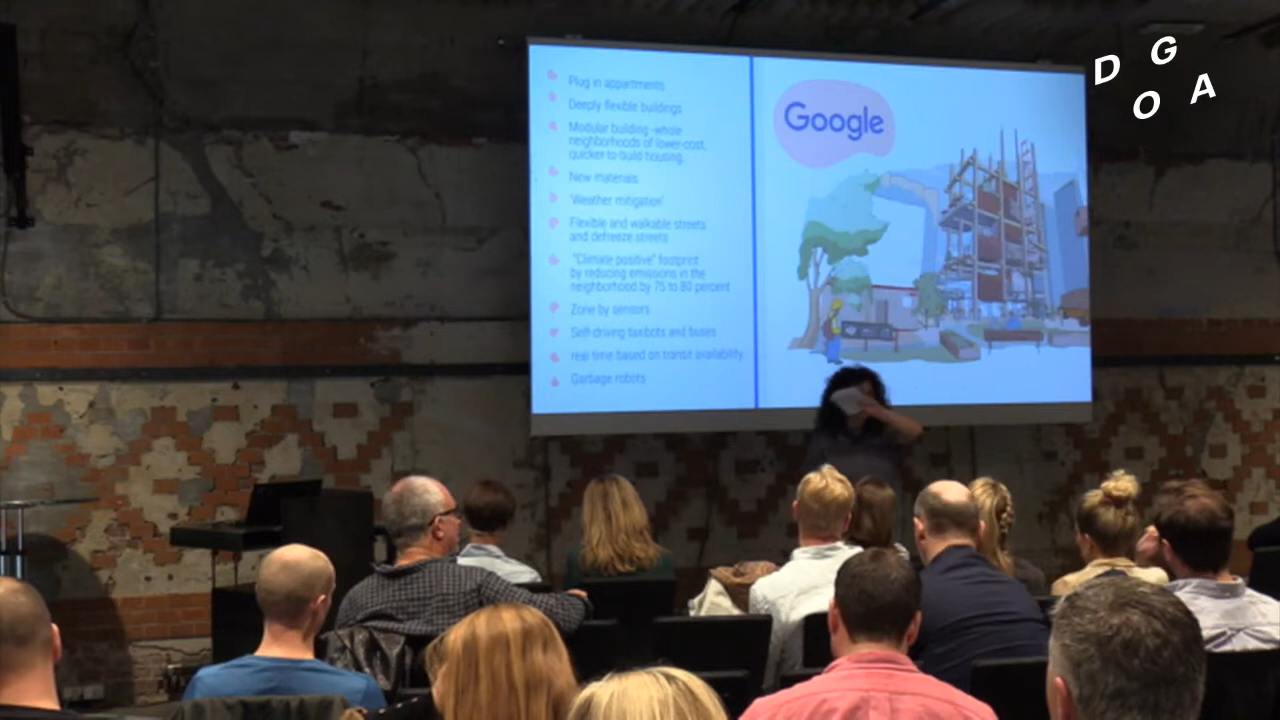 Plug in appartments
Deeply flexible buildings
Modular building -whole
neighborhoods of lower-cost,
quicker-to-build housing.
New materials
'Weather mitigation'
Flexible and walkable streets
and defreeze streets
"Climate positive" footprint
by reducing emissions in the
neighborhood by 75 to 80 percent
Zone by sensors
Self-driving taxibots and buses
real time based on transit availability.
Garbage robots
Google
D G
O A